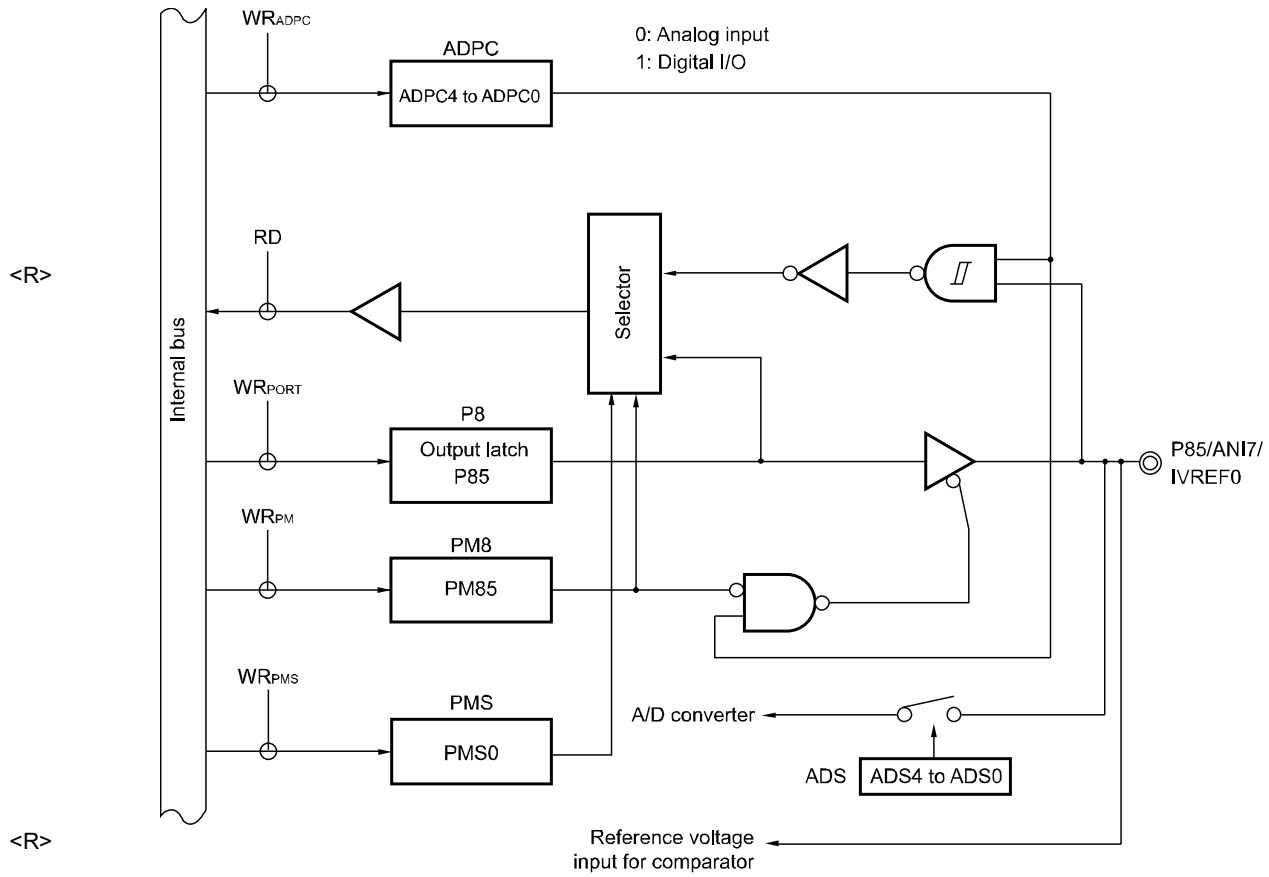 WRADPC
ADPC
ADPC4 to ADPC0
0: Analog input
1: Digital I/O
<R>
RD
Selector
Internal bus
WRPORT
P8
Output latch
P85
P85/ANI7/
IVREF0
WRPM
PM8
PM85
WRPMS
PMS
PMS0
A/D converter
ADS
ADS4 to ADS0
<R>
Reference voltage
input for comparator